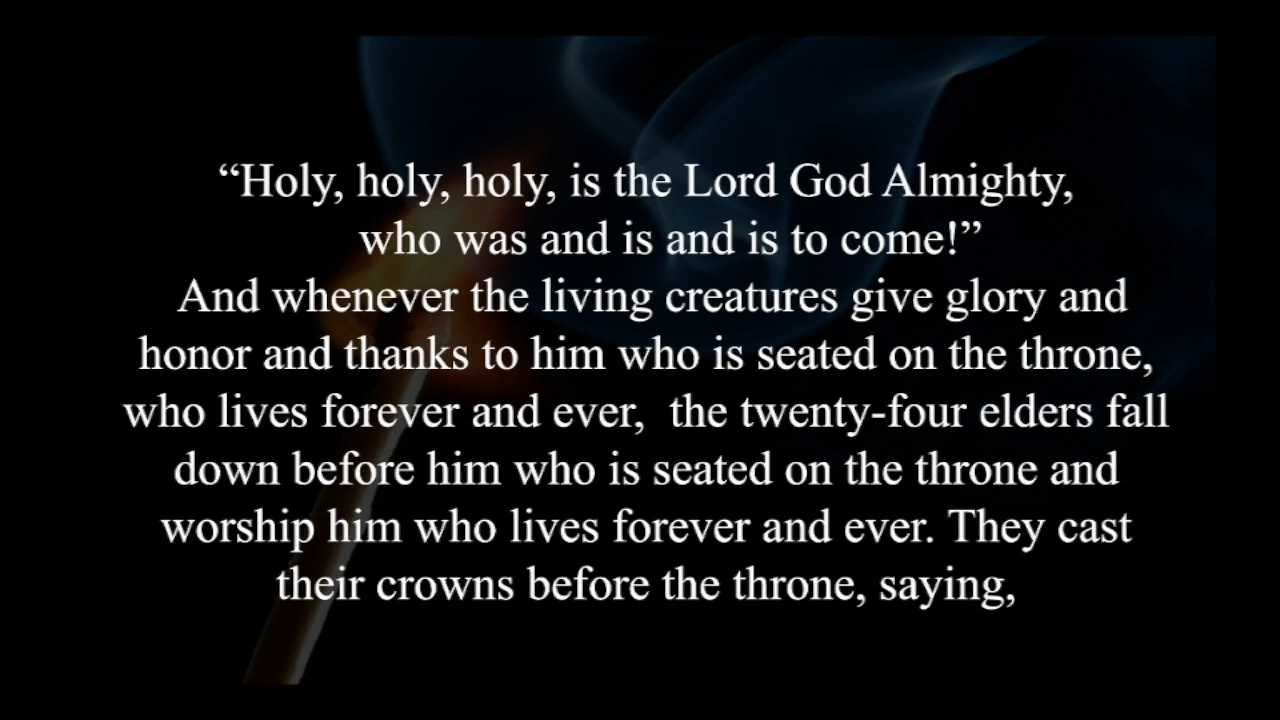 “Holy, holy, holy, is the Lord God Almighty,
who was and is and is to come!”
And whenever the living creatures give glory and
honor and thanks to him who is seated on the throne,
who lives forever and ever,  the twenty-four elders fall
down before him who is seated on the throne and
worship him who lives forever and ever. They cast
their crowns before the throne, saying,